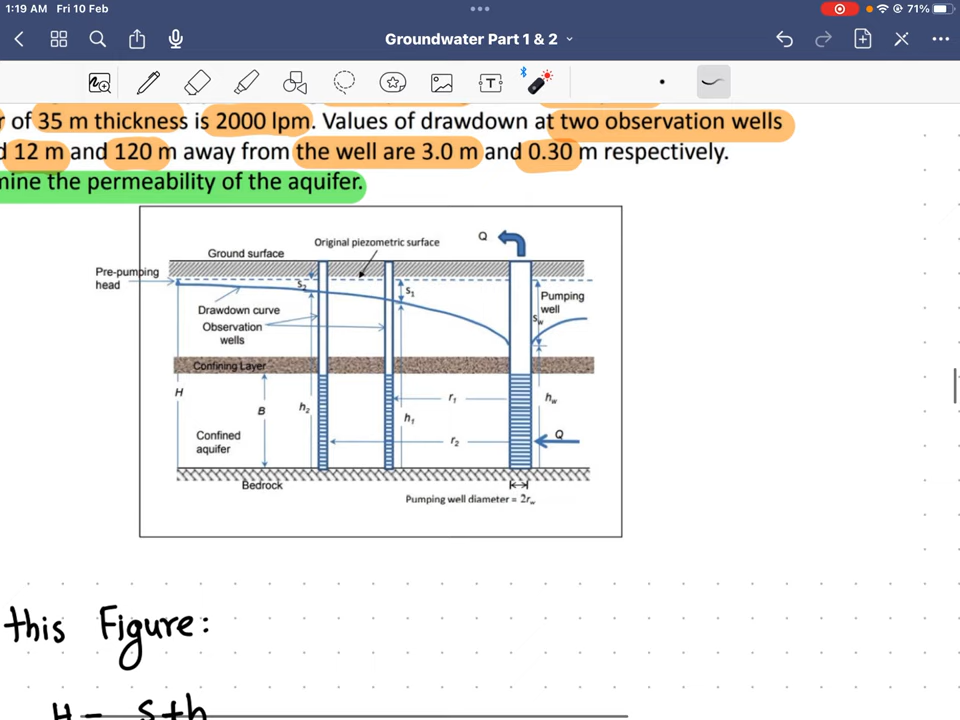 1:19 AM Fri 10 Feb
71%
Groundwater Part 1 & 2
of 35 m thickness is 2000 lpm. Values of drawdown at two observation wells
12 m and 120 m away from the well are 3.0 m and 0.30 m respectively.
mine the permeability of the aquifer.
Original piezometric surface
Q
Ground surface
Pre-pumping
head
s₂
s₁
Pumping
well
sw
Drawdown curve
Observation
wells
Confining Layer
H
B
h₂
h₁
r₁
hw
Confined
aquifer
r₂
Q
Bedrock
Pumping well diameter = 2rw
this Figure:
H = S+h